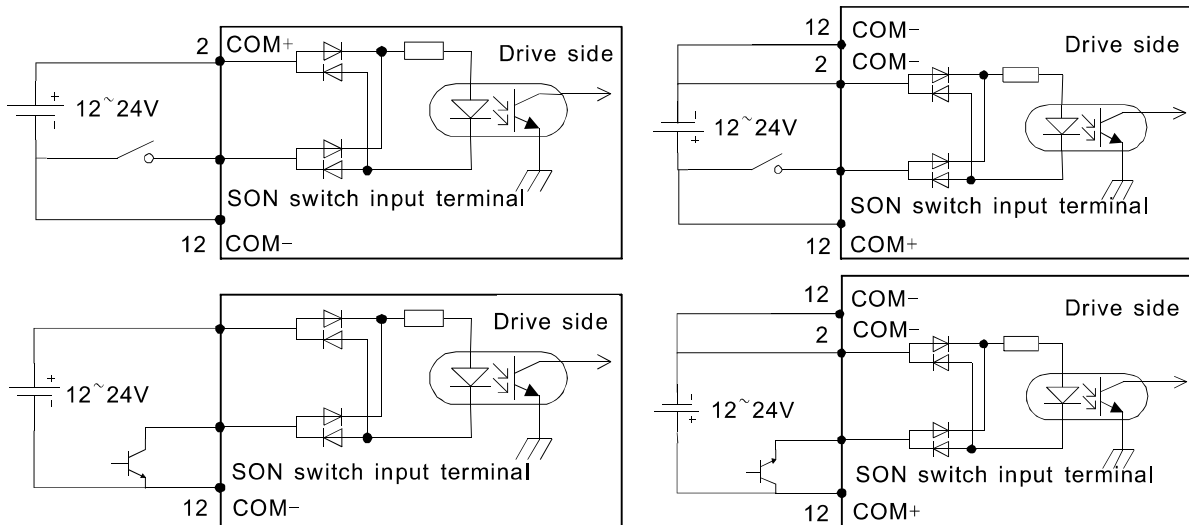 2 COM+
Drive side
+
12~24V
-
SON switch input terminal
12 COM-
12 COM-
2 COM-
Drive side
-
12~24V
+
SON switch input terminal
12 COM+
Drive side
+
12~24V
-
SON switch input terminal
12 COM-
12 COM-
2 COM-
Drive side
-
12~24V
+
SON switch input terminal
12 COM+